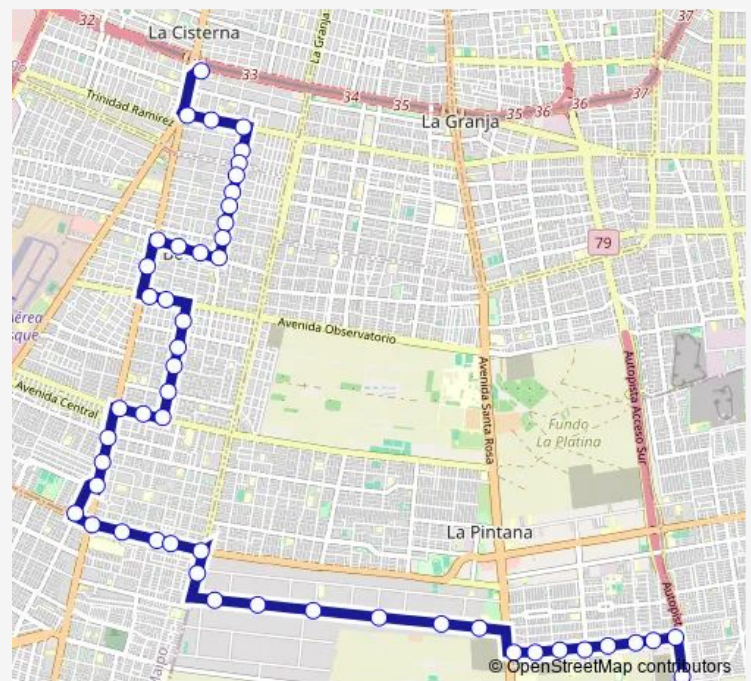 La Cisterna
32
33
34
35
La Granja
37
Trinidad Ramírez
La Granja
35
36
36
37
79
Avenida Observatorio
Avenida Central
Avenida Santa Rosa
Autopista Acceso Sur
Fundo
La Platina
La Pintana
Autopist
© OpenStreetMap contributors